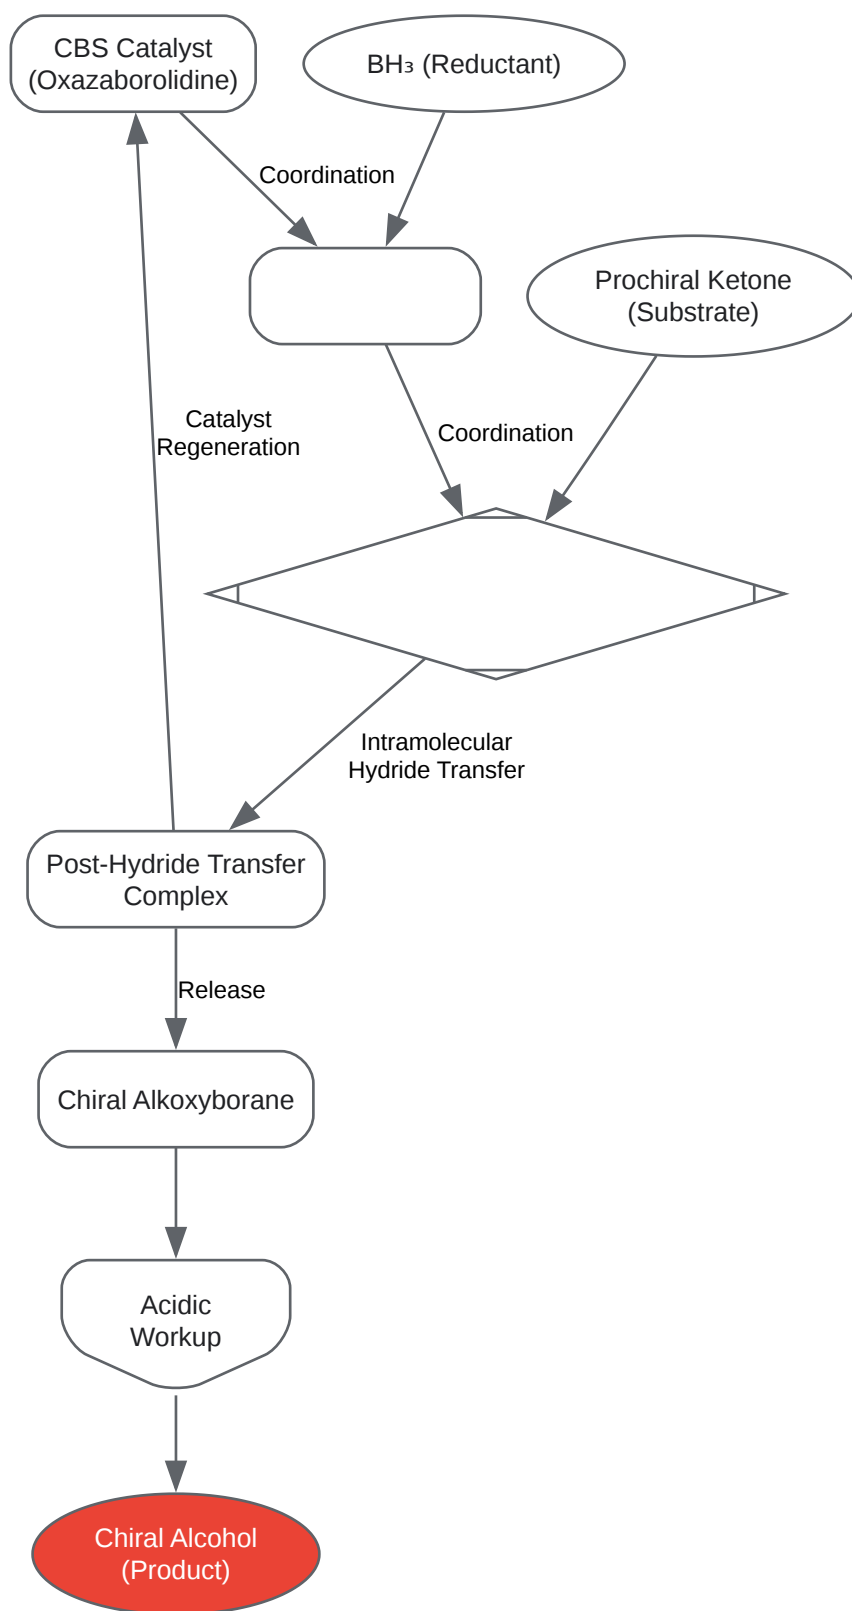 CBS Catalyst
(Oxazaborolidine)
BH₃ (Reductant)
Coordination
Prochiral Ketone
(Substrate)
Catalyst
Regeneration
Coordination
Intramolecular
Hydride Transfer
Post-Hydride Transfer
Complex
Release
Chiral Alkoxyborane
Acidic
Workup
Chiral Alcohol
(Product)